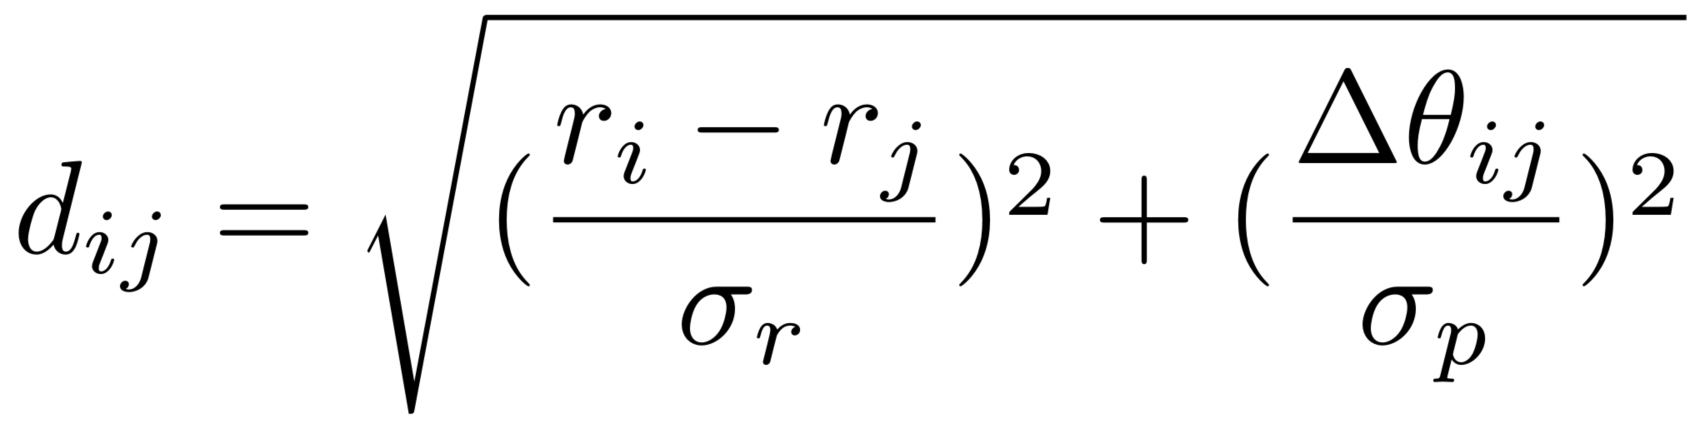 $d_{ij} = \sqrt{(\frac{r_i - r_j}{\sigma_r})^2 + (\frac{\Delta\theta_{ij}}{\sigma_p})^2}$